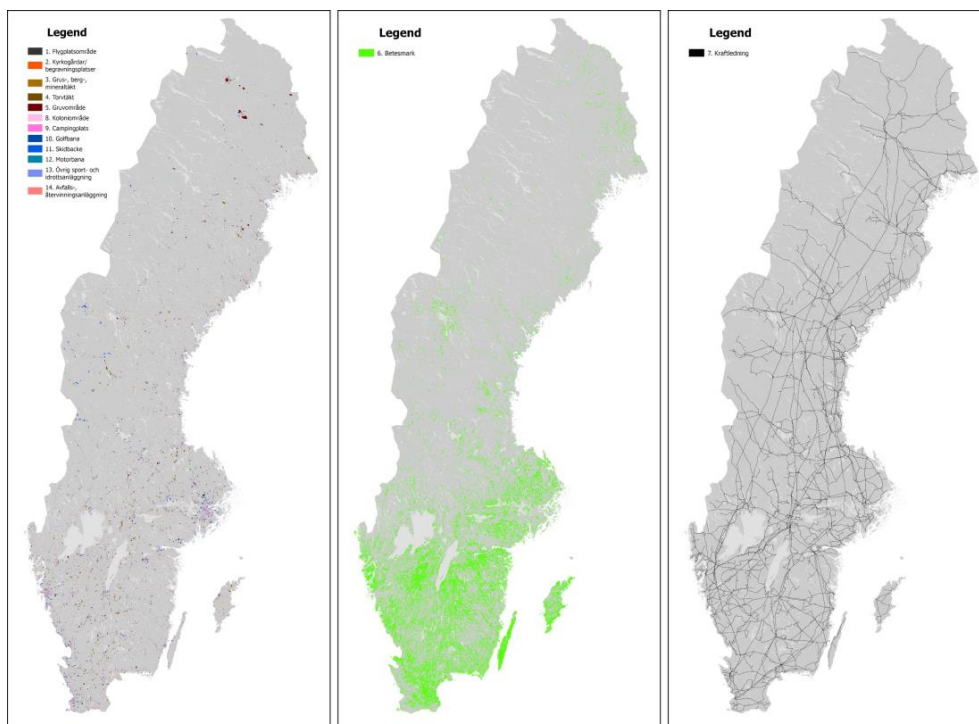 Legend
1. Flygplatsområde
2. Kyrkogårdar/
begravningsplatser
3. Grus-, berg-,
mineraltäkt
4. Torvtäkt
5. Gruvområde
8. Koloniområde
9. Campingplats
10. Golfbana
11. Skidbacke
12. Motorbana
13. Övrig sport- och
idrottsanläggning
14. Avfalls-,
återvinningsanläggning
Legend
6. Betesmark
Legend
7. Kraftledning